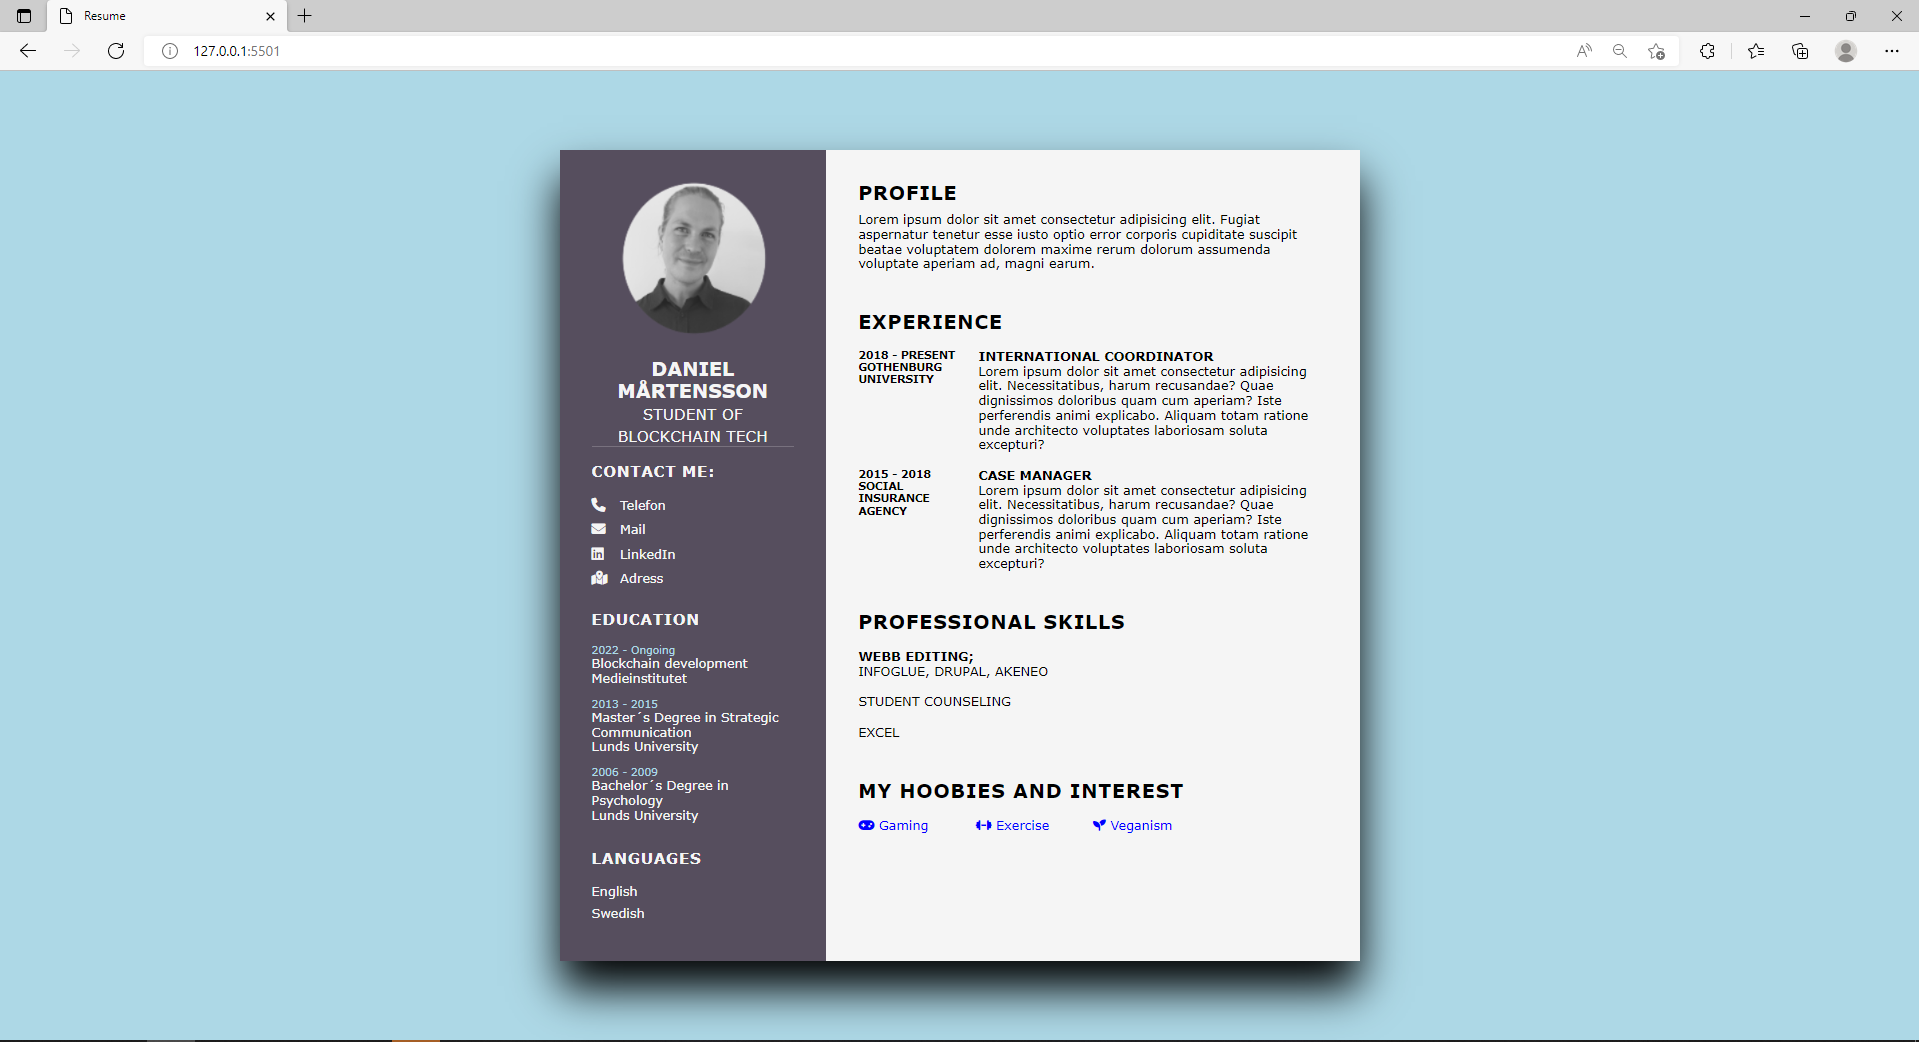 Resume
127.0.0.1:5501
DANIEL
MÅRTENSSON
STUDENT OF
BLOCKCHAIN TECH
CONTACT ME:
Telefon
Mail
LinkedIn
Adress
EDUCATION
2022 - Ongoing
Blockchain development
Medieinstitutet
2013 - 2015
Master´s Degree in Strategic
Communication
Lunds University
2006 - 2009
Bachelor´s Degree in
Psychology
Lunds University
LANGUAGES
English
Swedish
PROFILE
Lorem ipsum dolor sit amet consectetur adipisicing elit. Fugiat
aspernatur tenetur esse iusto optio error corporis cupiditate suscipit
beatae voluptatem dolorem maxime rerum dolorum assumenda
voluptate aperiam ad, magni earum.
EXPERIENCE
2018 - PRESENT
GOTHENBURG
UNIVERSITY
INTERNATIONAL COORDINATOR
Lorem ipsum dolor sit amet consectetur adipisicing
elit. Necessitatibus, harum recusandae? Quae
dignissimos doloribus quam cum aperiam? Iste
perferendis animi explicabo. Aliquam totam ratione
unde architecto voluptates laboriosam soluta
excepturi?
2015 - 2018
SOCIAL
INSURANCE
AGENCY
CASE MANAGER
Lorem ipsum dolor sit amet consectetur adipisicing
elit. Necessitatibus, harum recusandae? Quae
dignissimos doloribus quam cum aperiam? Iste
perferendis animi explicabo. Aliquam totam ratione
unde architecto voluptates laboriosam soluta
excepturi?
PROFESSIONAL SKILLS
WEBB EDITING;
INFOGLUE, DRUPAL, AKENEO
STUDENT COUNSELING
EXCEL
MY HOOBIES AND INTEREST
Gaming Exercise Veganism